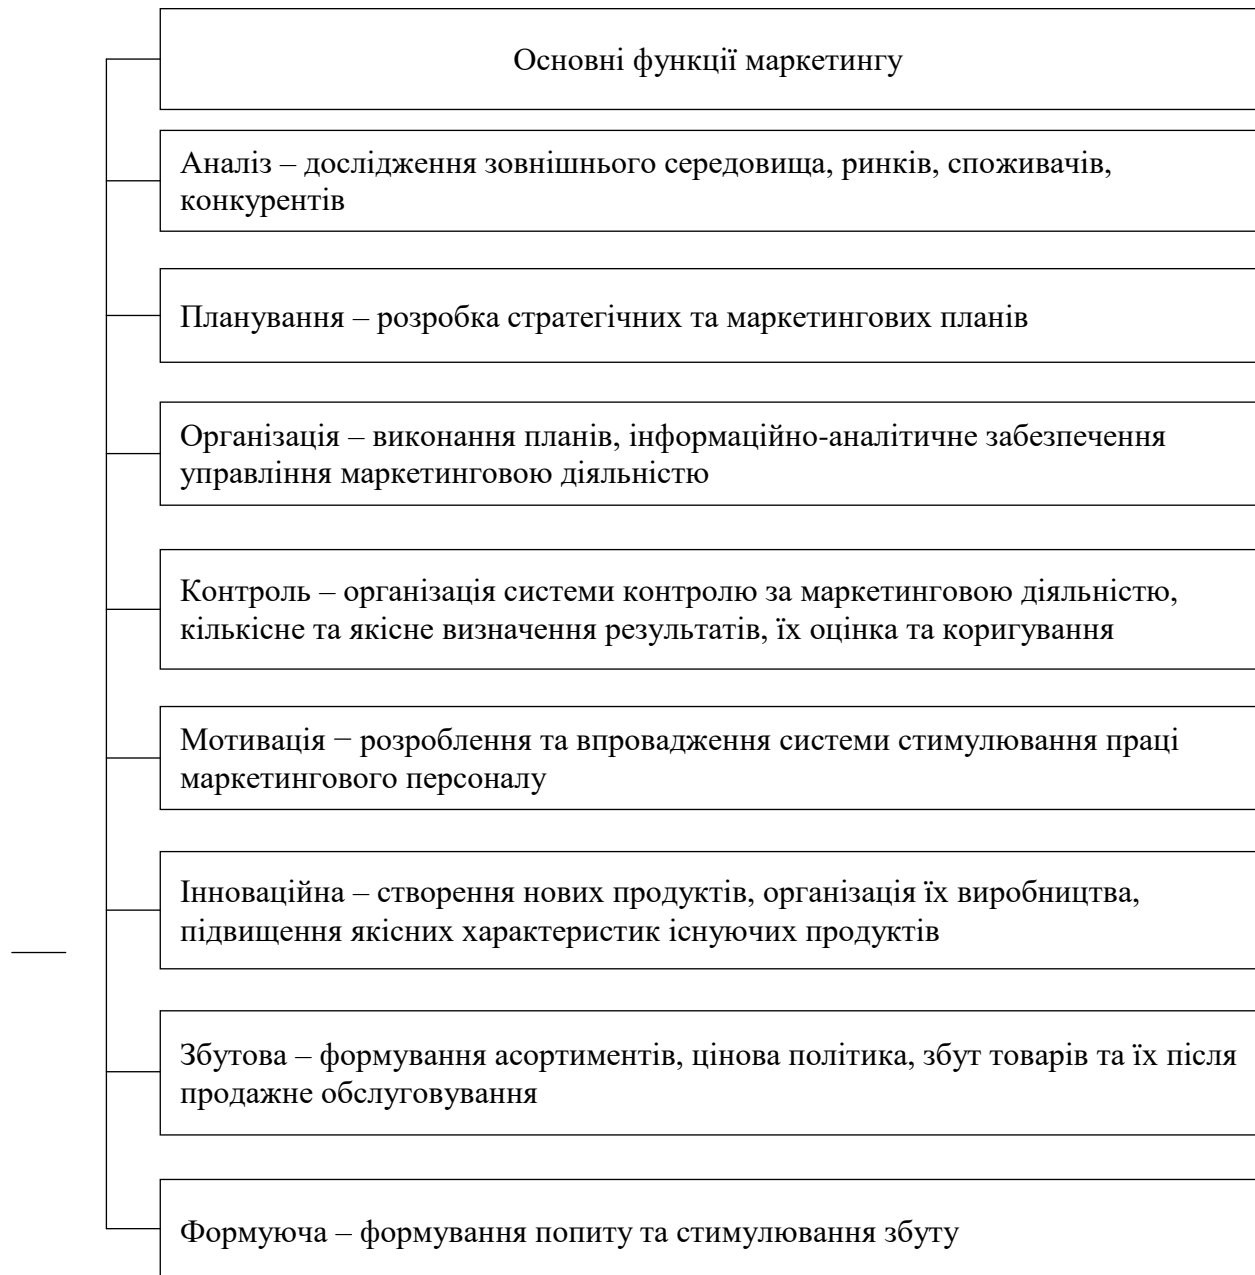 Основні функції маркетингу
Аналіз – дослідження зовнішнього середовища, ринків, споживачів,
конкурентів
Планування – розробка стратегічних та маркетингових планів
Організація – виконання планів, інформаційно-аналітичне забезпечення
управління маркетинговою діяльністю
Контроль – організація системи контролю за маркетинговою діяльністю,
кількісне та якісне визначення результатів, їх оцінка та коригування
Мотивація − розроблення та впровадження системи стимулювання праці
маркетингового персоналу
Інноваційна – створення нових продуктів, організація їх виробництва,
підвищення якісних характеристик існуючих продуктів
Збутова – формування асортиментів, цінова політика, збут товарів та їх після
продажне обслуговування
Формуюча – формування попиту та стимулювання збуту